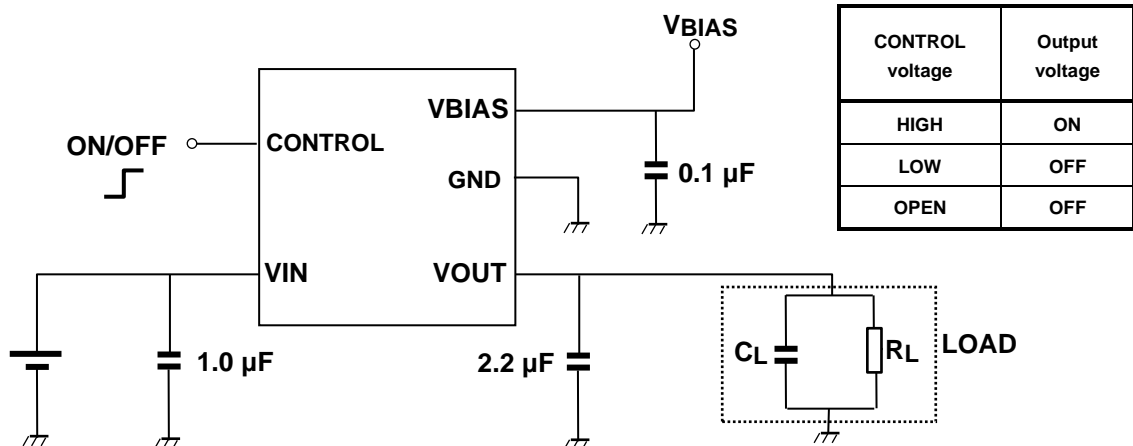 VBIAS
CONTROL voltage
Output voltage
HIGH
ON
LOW
OFF
OPEN
OFF
ON/OFF
CONTROL
VBIAS
GND
0.1 µF
VIN
VOUT
1.0 µF
2.2 µF
CL
RL
LOAD